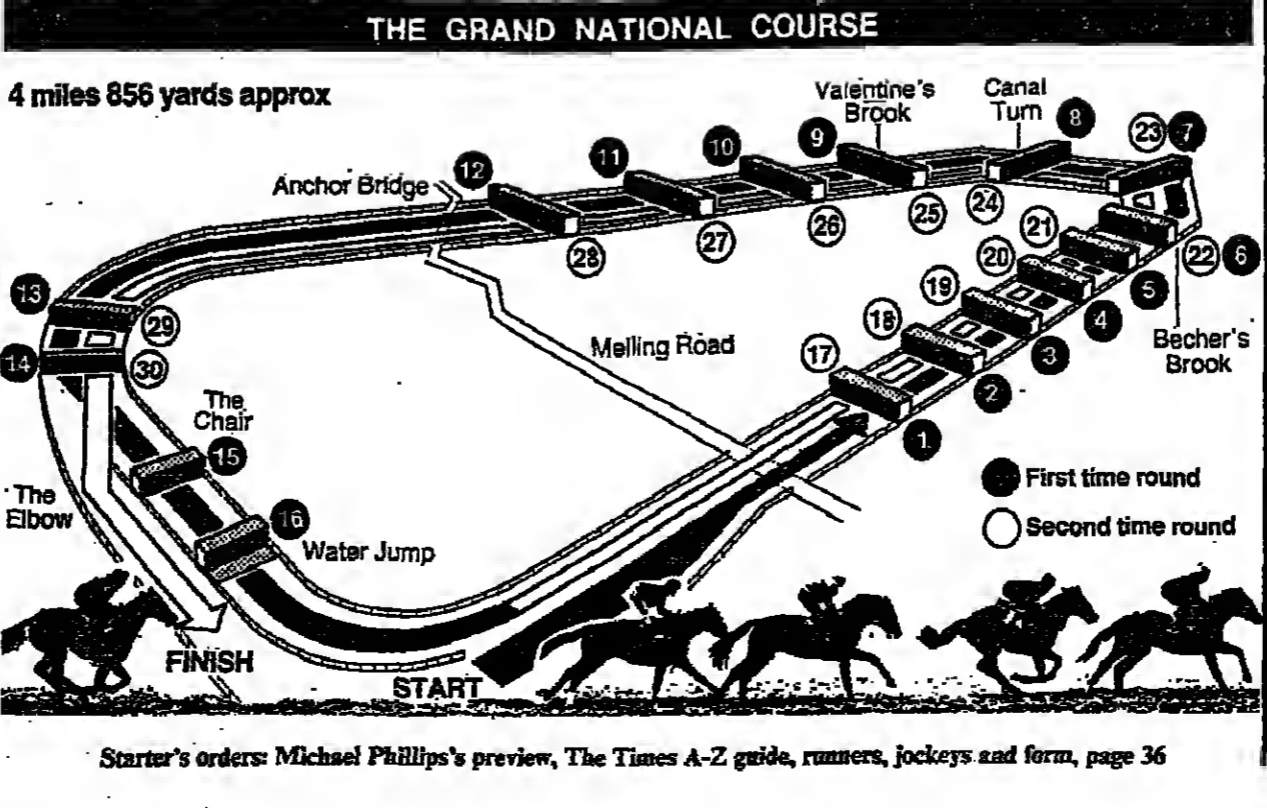 THE GRAND NATIONAL COURSE
4 miles 856 yards approx
Valentine's
Brook
Canal
Turn
8
23
7
9
10
11
12
Anchor Bridge
28
27
26
25
24
21
20
19
18
17
22
6
5
4
3
2
1
Becher's
Brook
Melling Road
13
29
14
30
The
Chair
15
16
Water Jump
The
Elbow
First time round
Second time round
FINISH
START
Starter's orders: Michael Phillips's preview, The Times A-Z guide, runners, jockeys and form, page 36